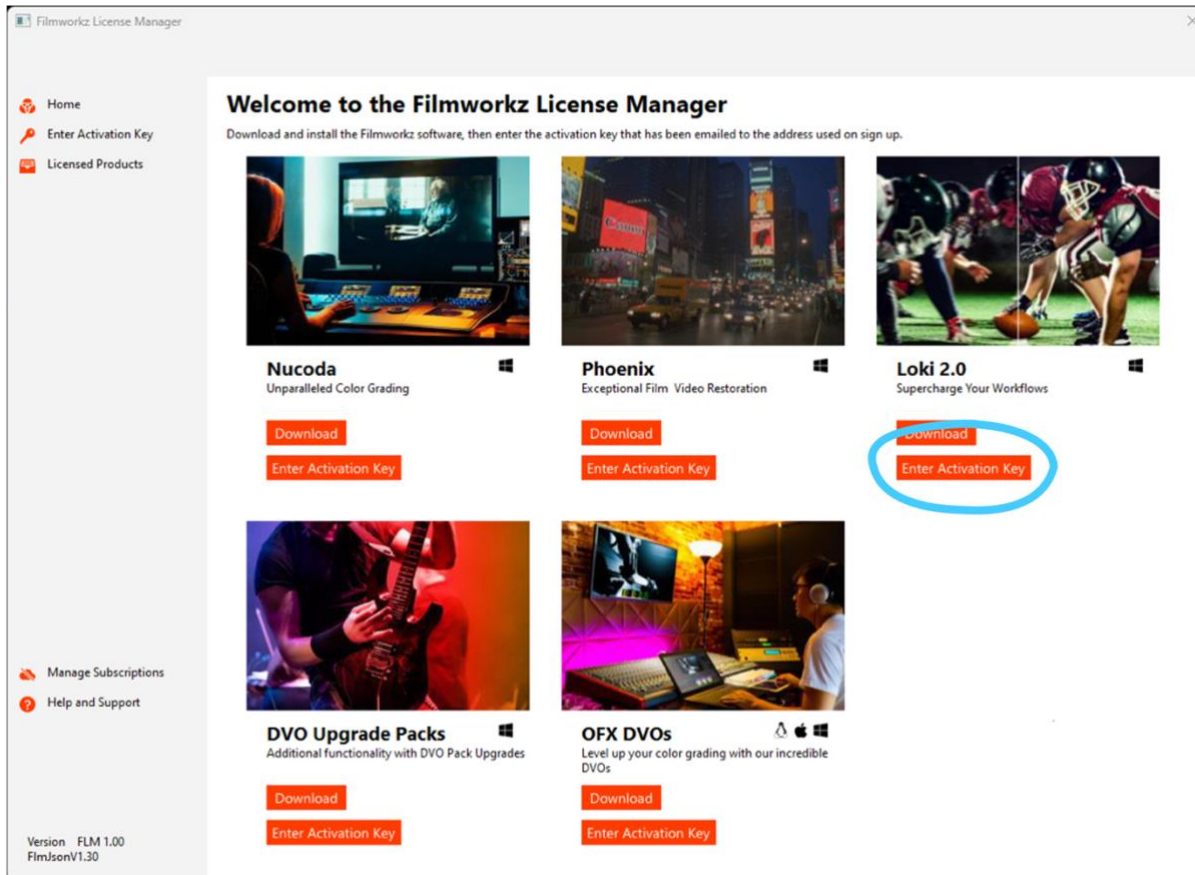 Filmworkz License Manager
Home
Enter Activation Key
Licensed Products
Welcome to the Filmworkz License Manager
Download and install the Filmworkz software, then enter the activation key that has been emailed to the address used on sign up.
Canon
Nucoda
Unparalleled Color Grading
Download
Enter Activation Key
Phoenix
Exceptional Film Video Restoration
Download
Enter Activation Key
Loki 2.0
Supercharge Your Workflows
Download
Enter Activation Key
DVO Upgrade Packs
Additional functionality with DVO Pack Upgrades
Download
Enter Activation Key
OFX DVOs
Level up your color grading with our incredible
DVOs
Download
Enter Activation Key
Manage Subscriptions
Help and Support
Version FLM 1.00
FlmJsonV1.30